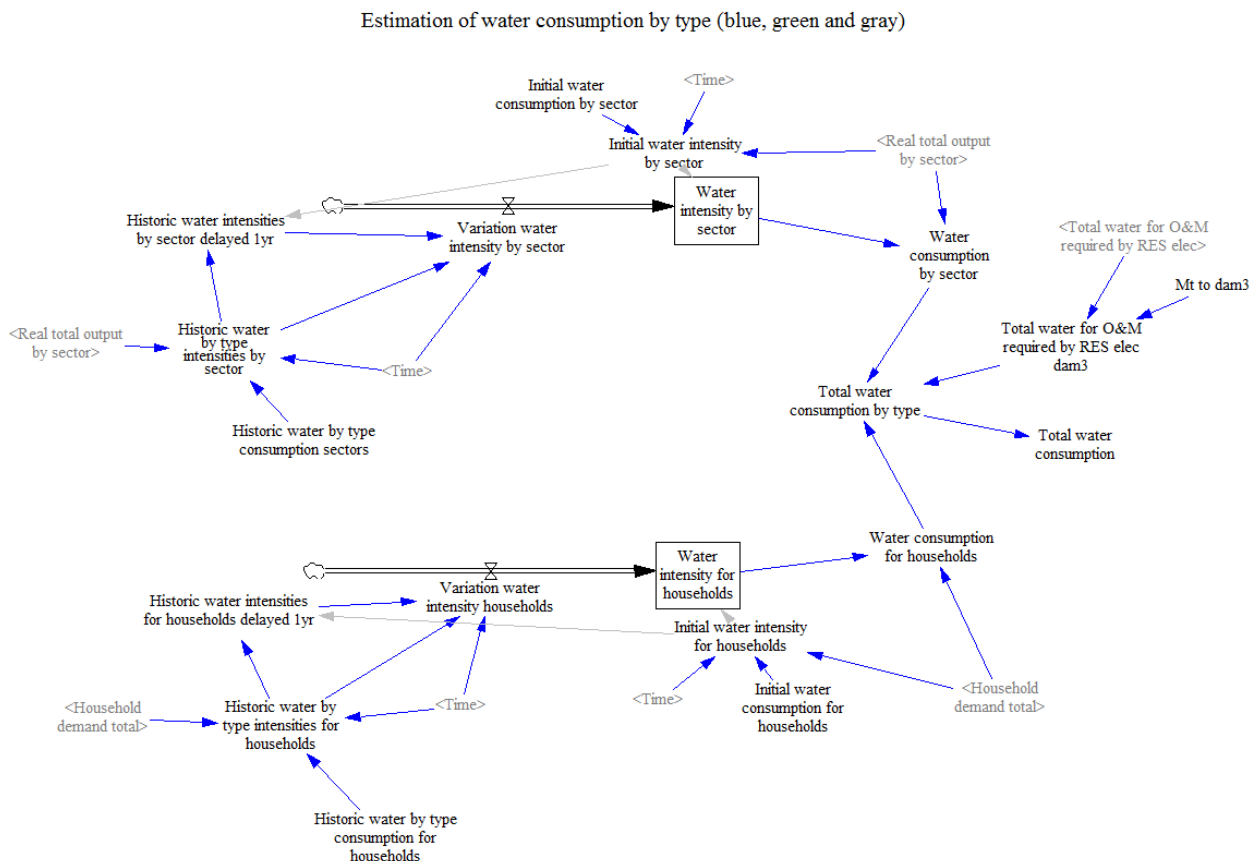 Estimation of water consumption by type (blue, green and gray)
Initial water
consumption by sector
<Time>
Initial water intensity
by sector
<Real total output
by sector>
Water
intensity by
sector
Historic water intensities
by sector delayed 1yr
Variation water
intensity by sector
Water
consumption
by sector
<Total water for O&M
required by RES elec>
Mt to dam3
<Real total output
by sector>
Historic water
by type
intensities by
sector
<Time>
Total water for O&M
required by RES elec
dam3
Total water
consumption by type
Historic water by type
consumption sectors
Total water
consumption
Water consumption
for households
Water
intensity for
households
Historic water intensities
for households delayed 1yr
Variation water
intensity households
Initial water intensity
for households
<Household
demand total>
Historic water by
type intensities for
households
<Time>
<Time>
Initial water
consumption for
households
<Household
demand total>
Historic water by type
consumption for
households